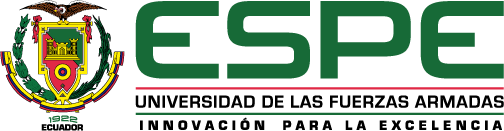 ESPE
UNIVERSIDAD DE LAS FUERZAS ARMADAS
INNOVACIÓN PARA LA EXCELENCIA
1922
ECUADOR